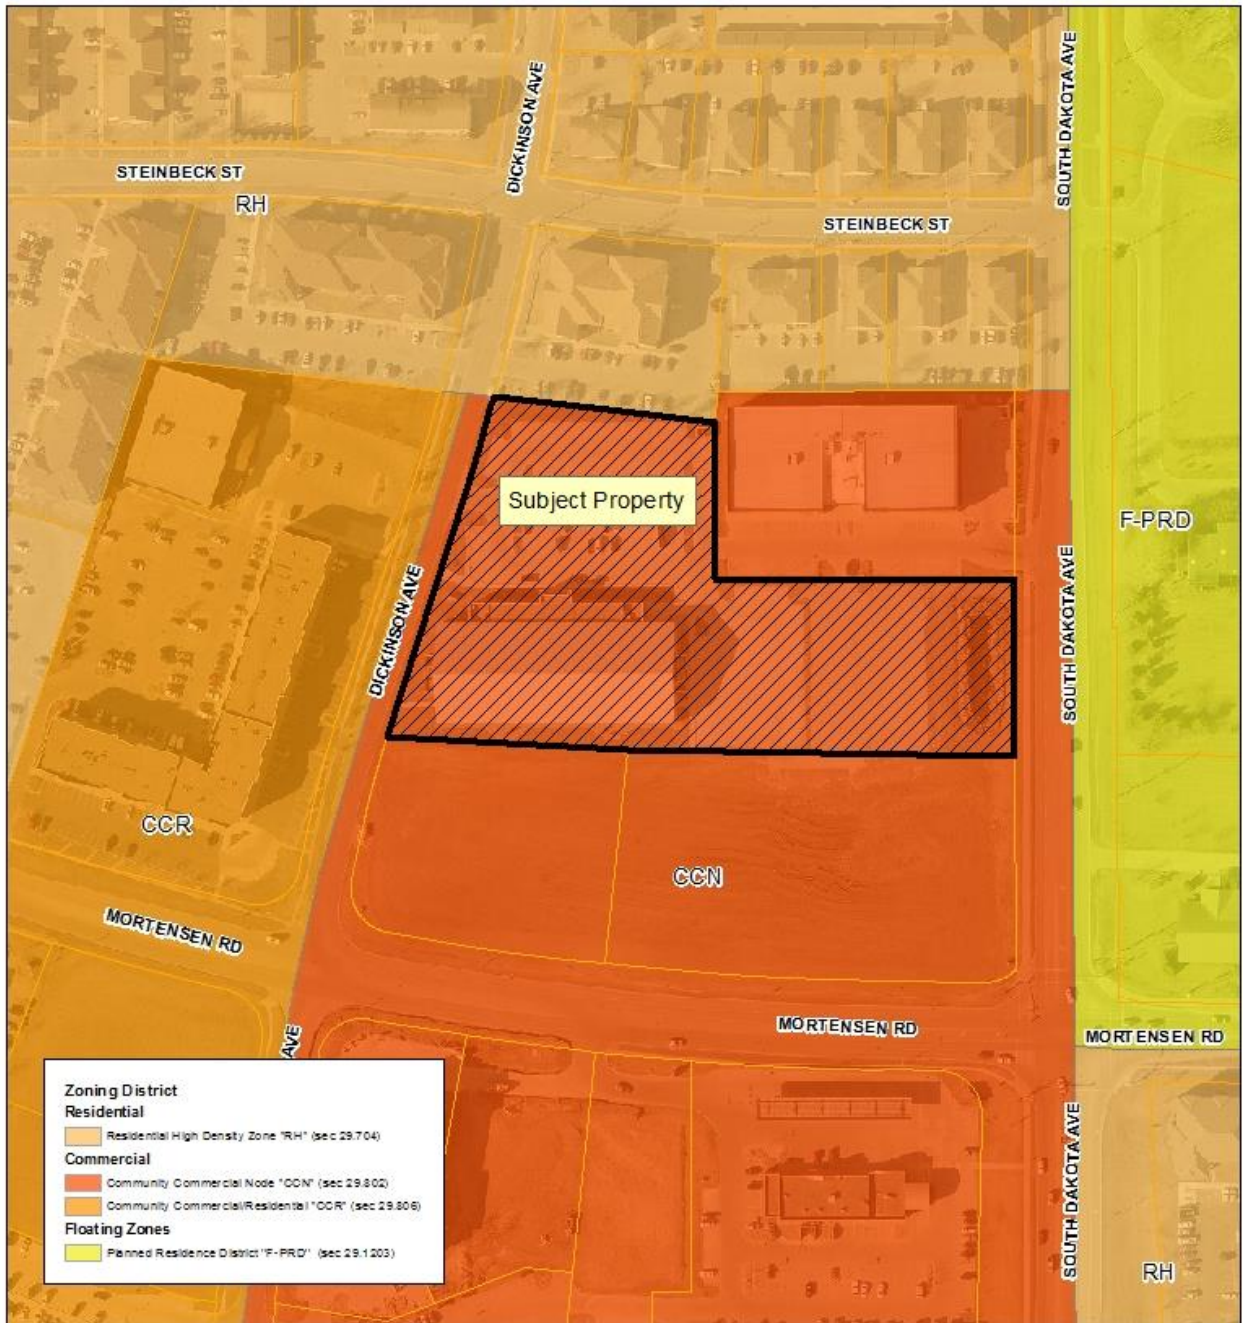 DICKINSON AVE
SOUTH DAKOTA AVE
STEINBECK ST
RH
STEINBECK ST
Subject Property
F-PRD
DICKINSON AVE
SOUTH DAKOTA AVE
CCR
CCN
MORTENSEN RD
MORTENSEN RD
MORTENSEN RD
AVE
SOUTH DAKOTA AVE
RH
Zoning District
Residential
Residential High Density Zone "RH" (sec 29.704)
Commercial
Community Commercial Node "CCN" (sec 29.802)
Community Commercial/Residential "CCR" (sec 29.806)
Floating Zones
Planned Residence District "F-PRD" (sec 29.1203)